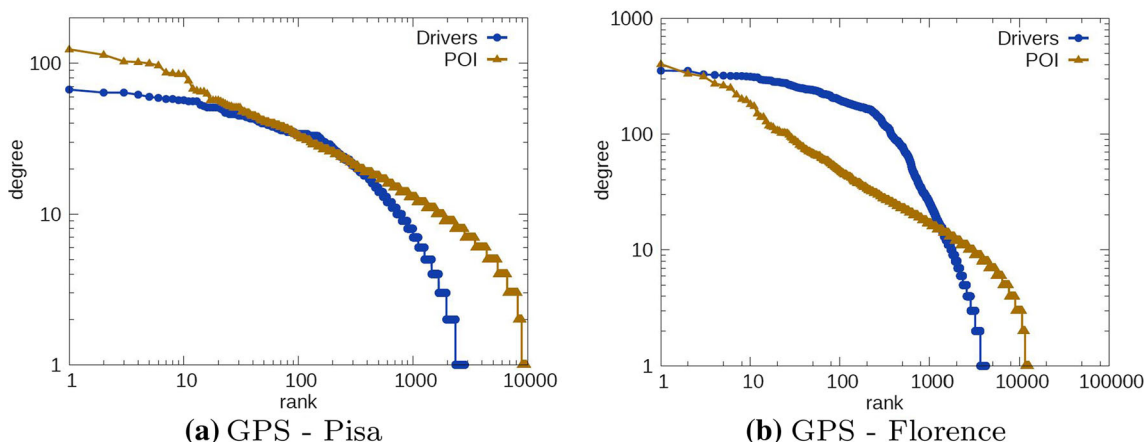 Drivers
POI
100
10
1
degree
1 10 100 1000 10000
rank
(a) GPS - Pisa
1000
Drivers
POI
100
10
1
degree
1 10 100 1000 10000 100000
rank
(b) GPS - Florence